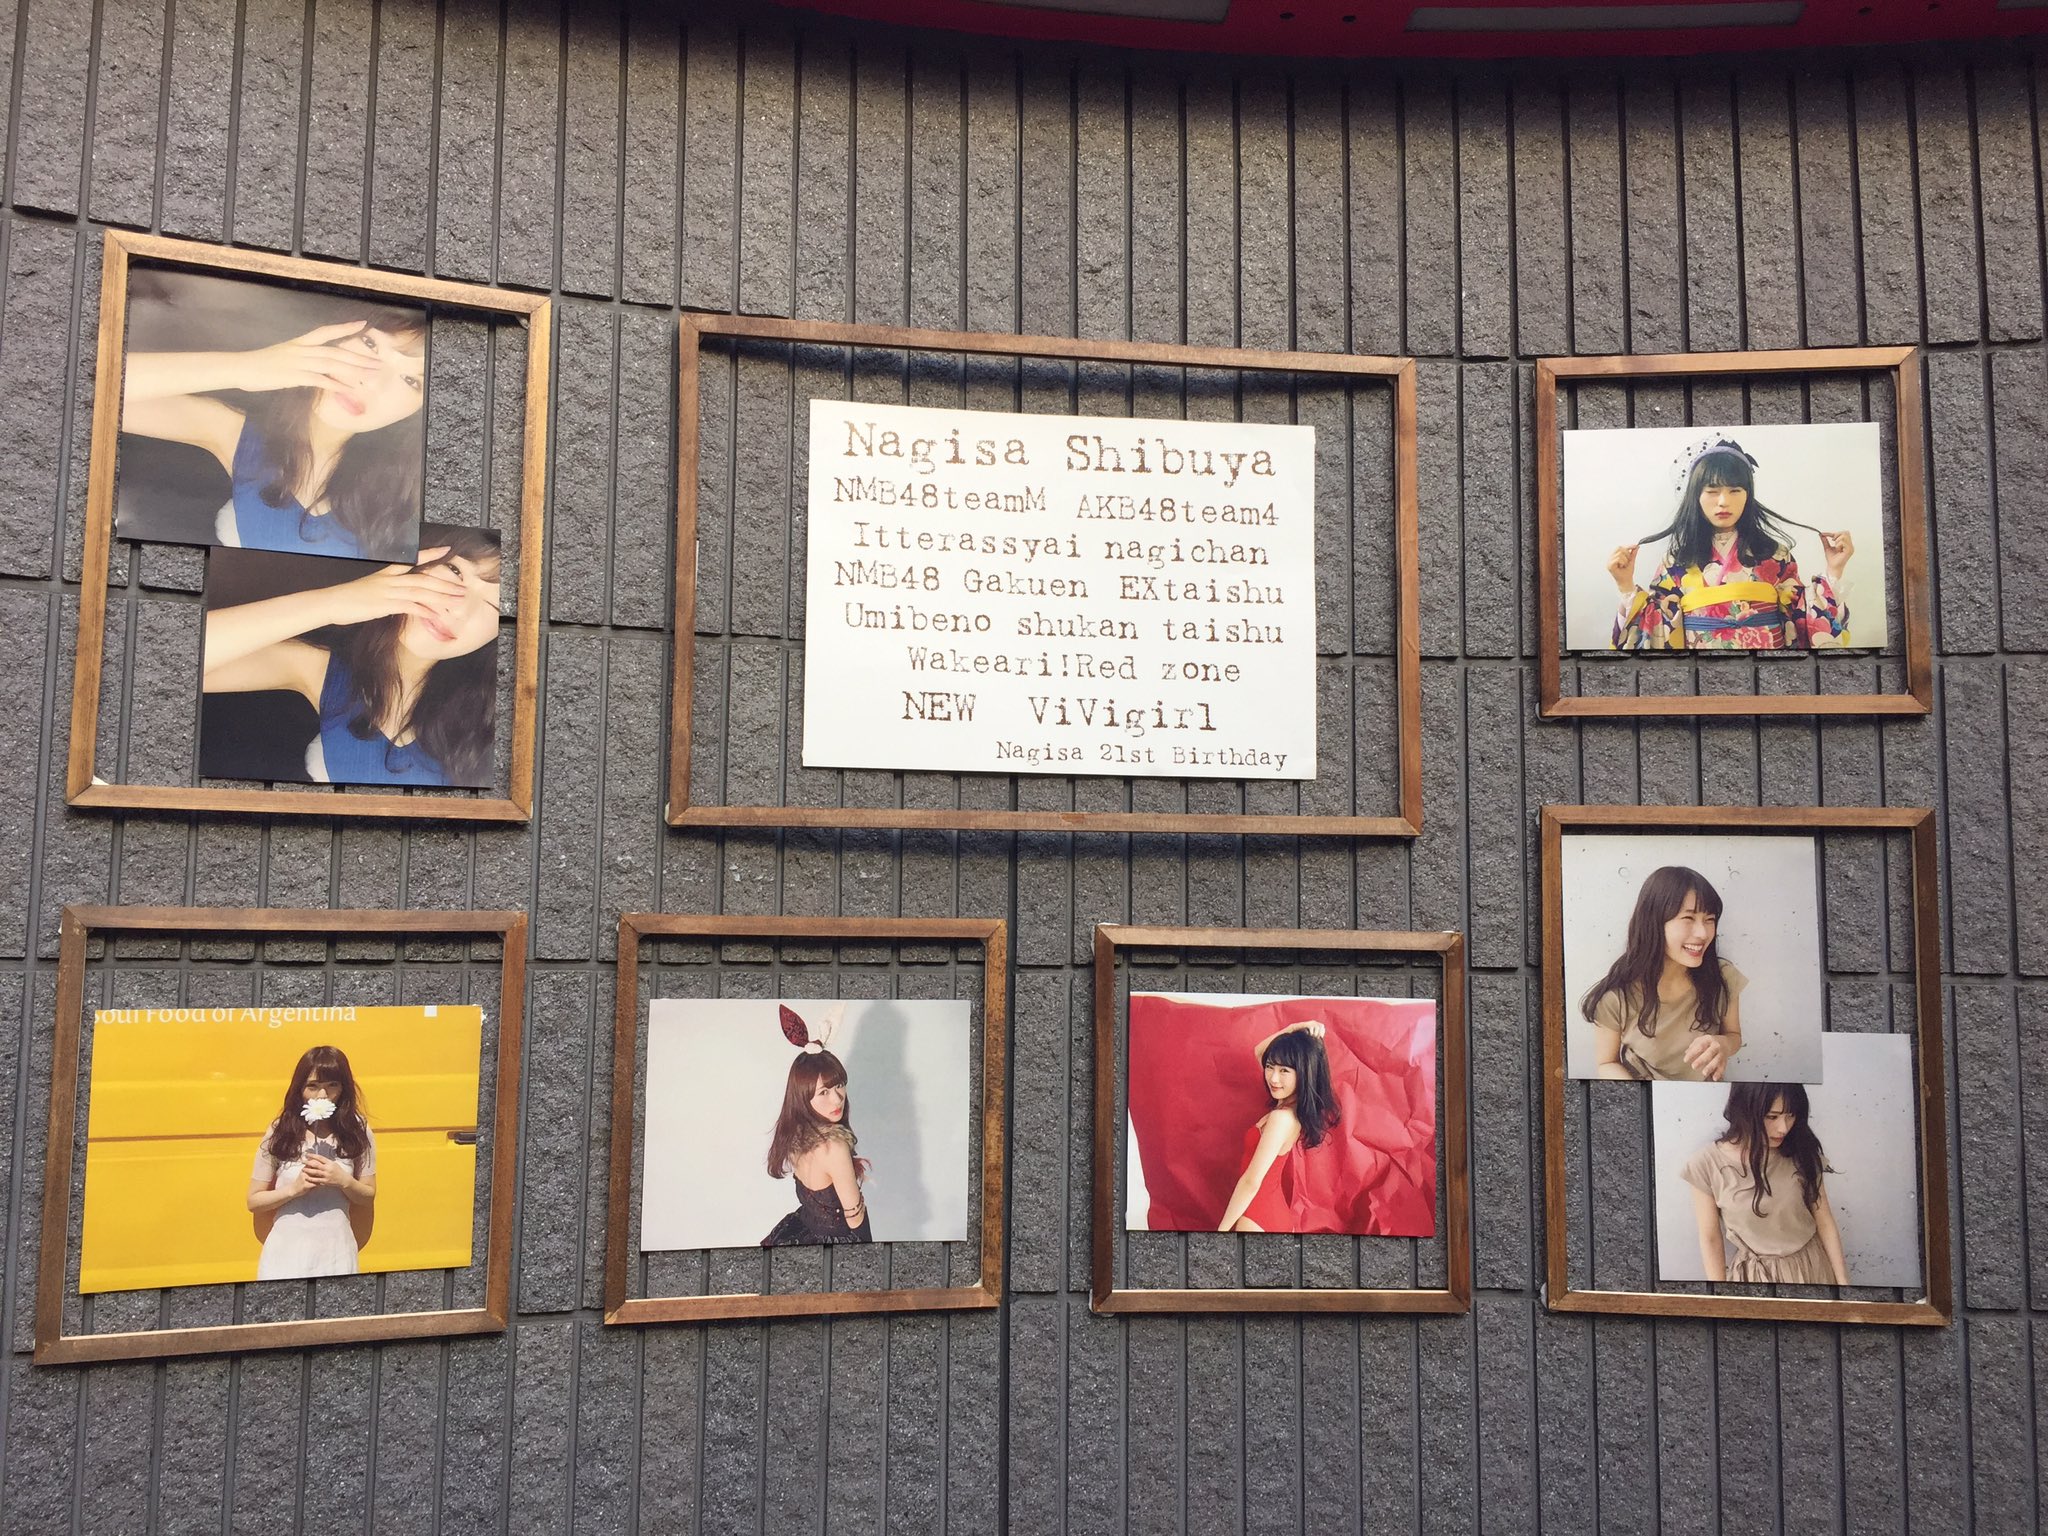 Nagisa Shibuya
NMB48teamM AKB48team4
Itterassyai nagichan
NMB48 Gakuen EXtaishu
Umibeno shukan taishu
Wakeari!Red zone
NEW ViVigirl
Nagisa 21st Birthday
Soul Food of Argentina